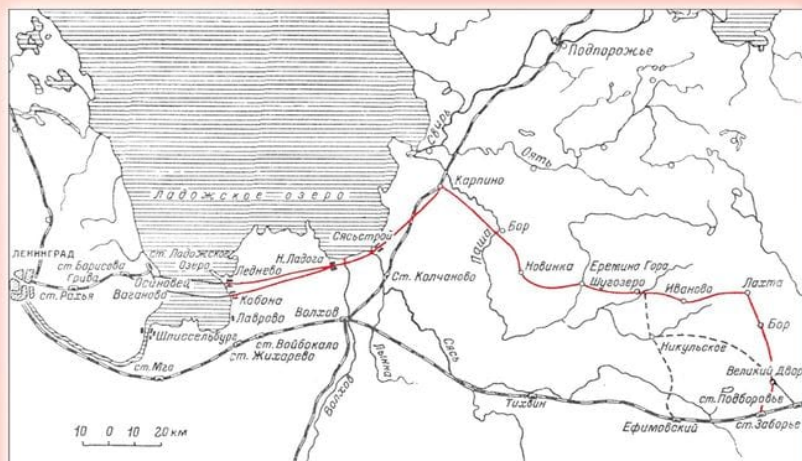 Подпорожье
Свирь
Оять
Ладожское озеро
Карпино
Сясьстрой
Паша
Бор
ЛЕНИНГРАД
ст. Ладожское
Озеро
Н. Ладога
Новинка
Еремина Гора
ст. Борисова
Грива
Осиновец
Леднево
Ст. Колчаново
Шугозеро
Иваново
Лахта
ст. Рахья
Ваганово
Кобона
Лаврово
Волхов
Бор
Шлиссельбург
ст. Войбокало
ст. Жихарево
Никульское
Сясь
Великий Двор
ст. Мга
Волхов
Тихвин
ст. Подборовье
Ефимовский
ст. Заборье
10 0 10 20 км